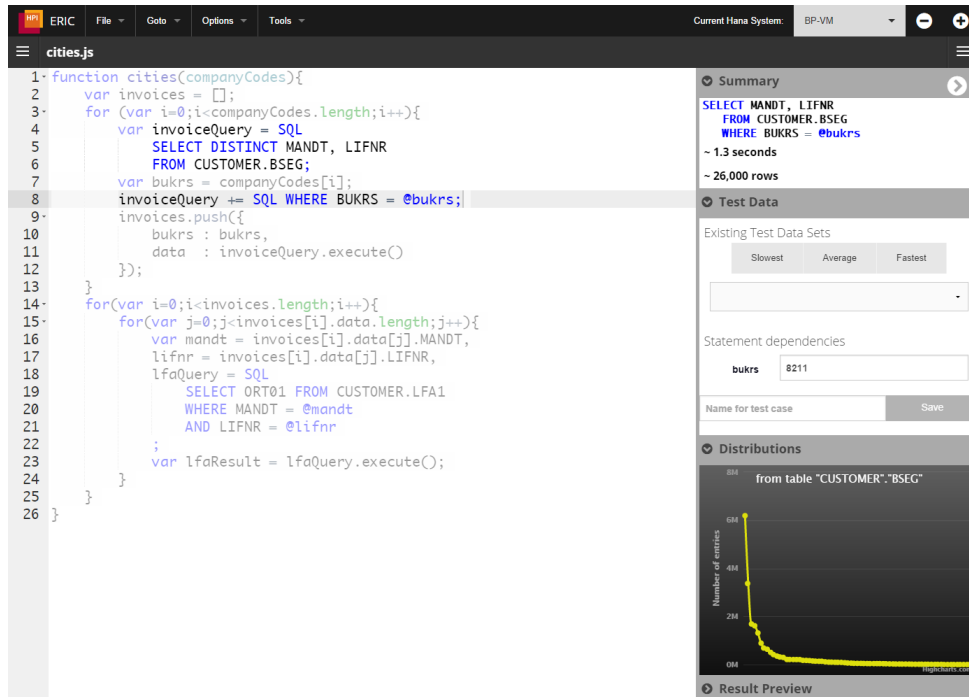 HPI ERIC File Goto Options Tools Current Hana System: BP-VM
cities.js
1 function cities(companyCodes){
2 var invoices = [];
3 for (var i=0;i<companyCodes.length;i++){
4 var invoiceQuery = SQL
5 SELECT DISTINCT MANDT, LIFNR
6 FROM CUSTOMER.BSEG;
7 var bukrs = companyCodes[i];
8 invoiceQuery += SQL WHERE BUKRS = @bukrs;
9 invoices.push({
10 bukrs : bukrs,
11 data : invoiceQuery.execute()
12 });
13 }
14 for(var i=0;i<invoices.length;i++){
15 for(var j=0;j<invoices[i].data.length;j++){
16 var mandt = invoices[i].data[j].MANDT,
17 lifnr = invoices[i].data[j].LIFNR,
18 lfaQuery = SQL
19 SELECT ORT01 FROM CUSTOMER.LFA1
20 WHERE MANDT = @mandt
21 AND LIFNR = @lifnr
22 ;
23 var lfaResult = lfaQuery.execute();
24 }
25 }
26 }
Summary
SELECT MANDT, LIFNR
FROM CUSTOMER.BSEG
WHERE BUKRS = @bukrs
~ 1.3 seconds
~ 26,000 rows
Test Data
Existing Test Data Sets
Slowest Average Fastest
Statement dependencies
bukrs 8211
Name for test case Save
Distributions
from table "CUSTOMER"."BSEG"
Number of entries
8M
6M
4M
2M
0M
Highcharts.com
Result Preview